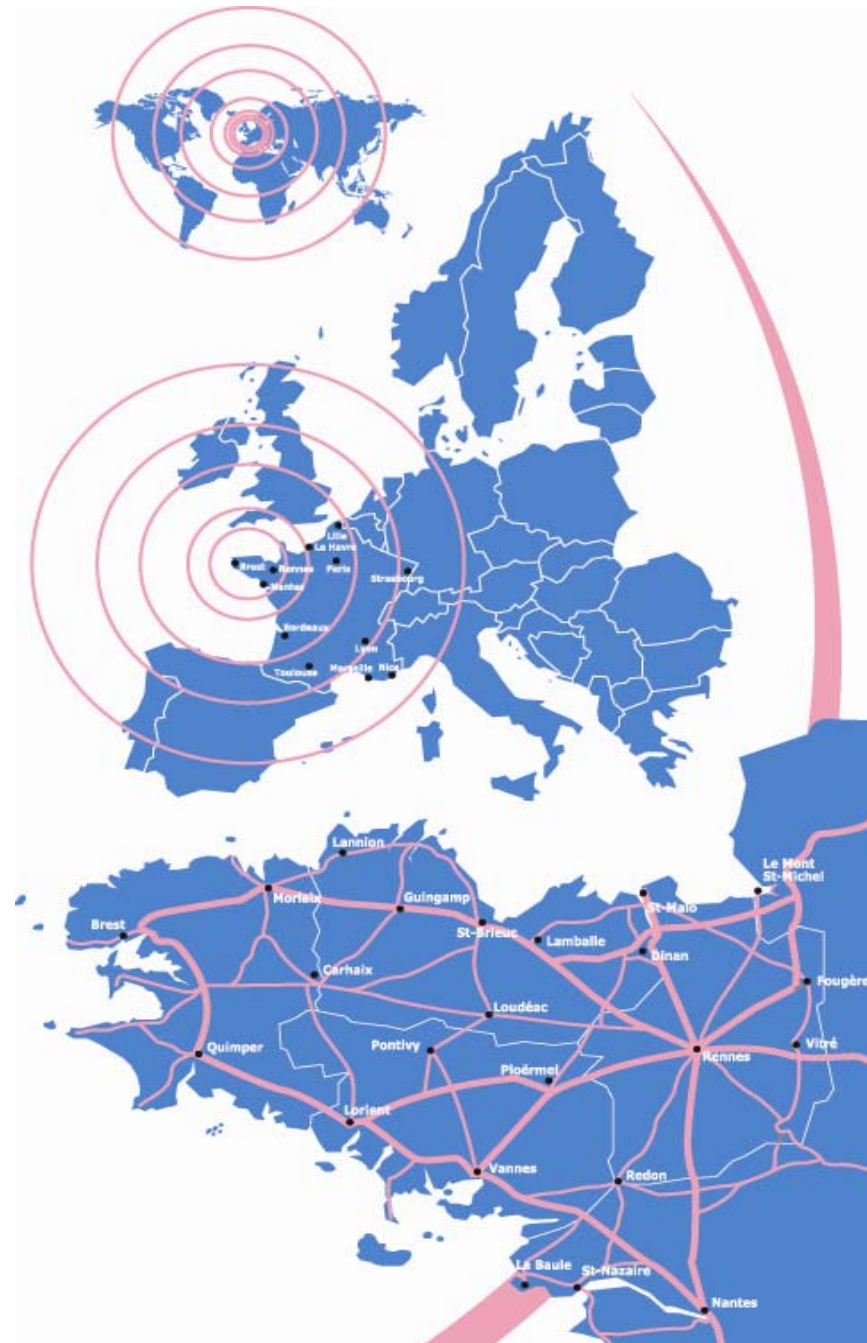 Lille
Le Havre
Brest
Rennes
Paris
Strasbourg
Nantes
Bordeaux
Lyon
Toulouse
Marseille
Nice
Lannion
Le Mont
St-Michel
Morlaix
Guingamp
St-Malo
Brest
St-Brieuc
Lamballe
Dinan
Carhaix
Fougère
Loudéac
Quimper
Pontivy
Rennes
Vitré
Ploërmel
Lorient
Vannes
Redon
La Baule
St-Nazaire
Nantes